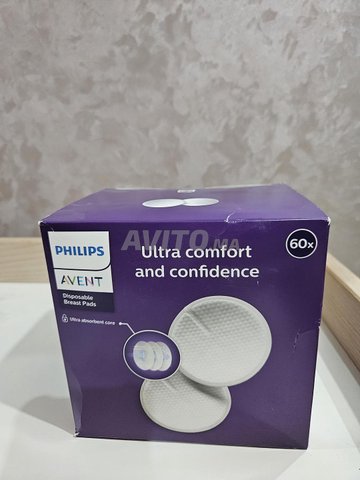 PHILIPS
AVENT
Disposable
Breast Pads
Ultra absorbent core
Ultra comfort
and confidence
60x
AVITO.MA